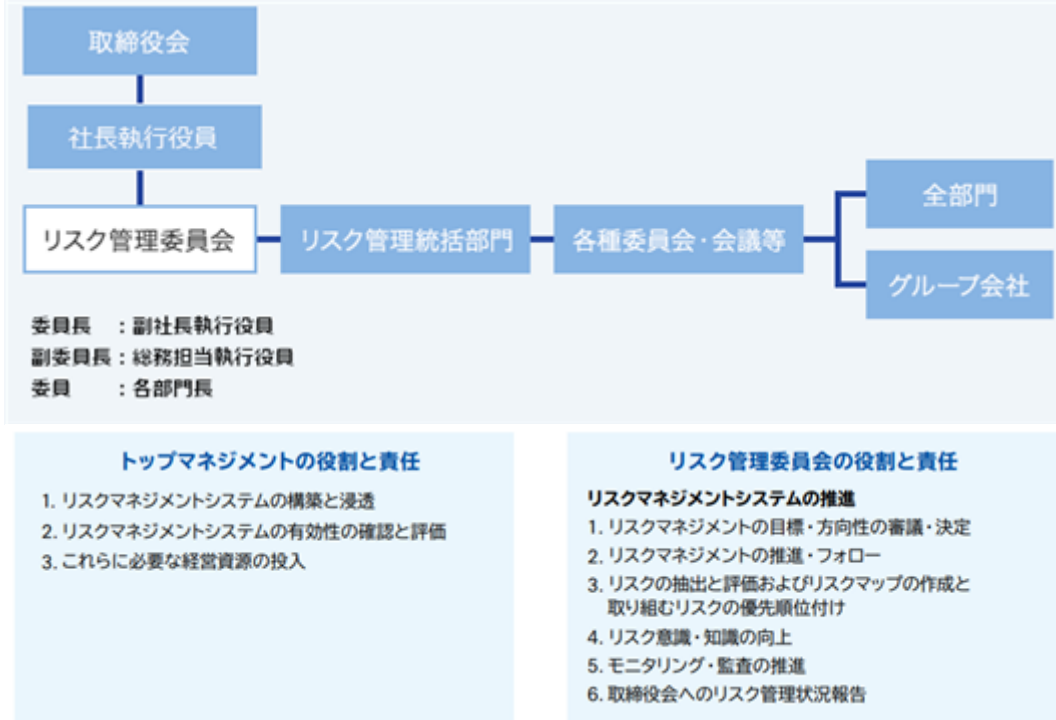 取締役会
社長執行役員
リスク管理委員会
リスク管理統括部門
各種委員会・会議等
全部門
グループ会社
委員長 ：副社長執行役員
副委員長：総務担当執行役員
委員 ：各部門長
トップマネジメントの役割と責任
1. リスクマネジメントシステムの構築と浸透
2. リスクマネジメントシステムの有効性の確認と評価
3. これらに必要な経営資源の投入
リスク管理委員会の役割と責任
リスクマネジメントシステムの推進
1. リスクマネジメントの目標・方向性の審議・決定
2. リスクマネジメントの推進・フォロー
3. リスクの抽出と評価およびリスクマップの作成と
取り組むリスクの優先順位付け
4. リスク意識・知識の向上
5. モニタリング・監査の推進
6. 取締役会へのリスク管理状況報告